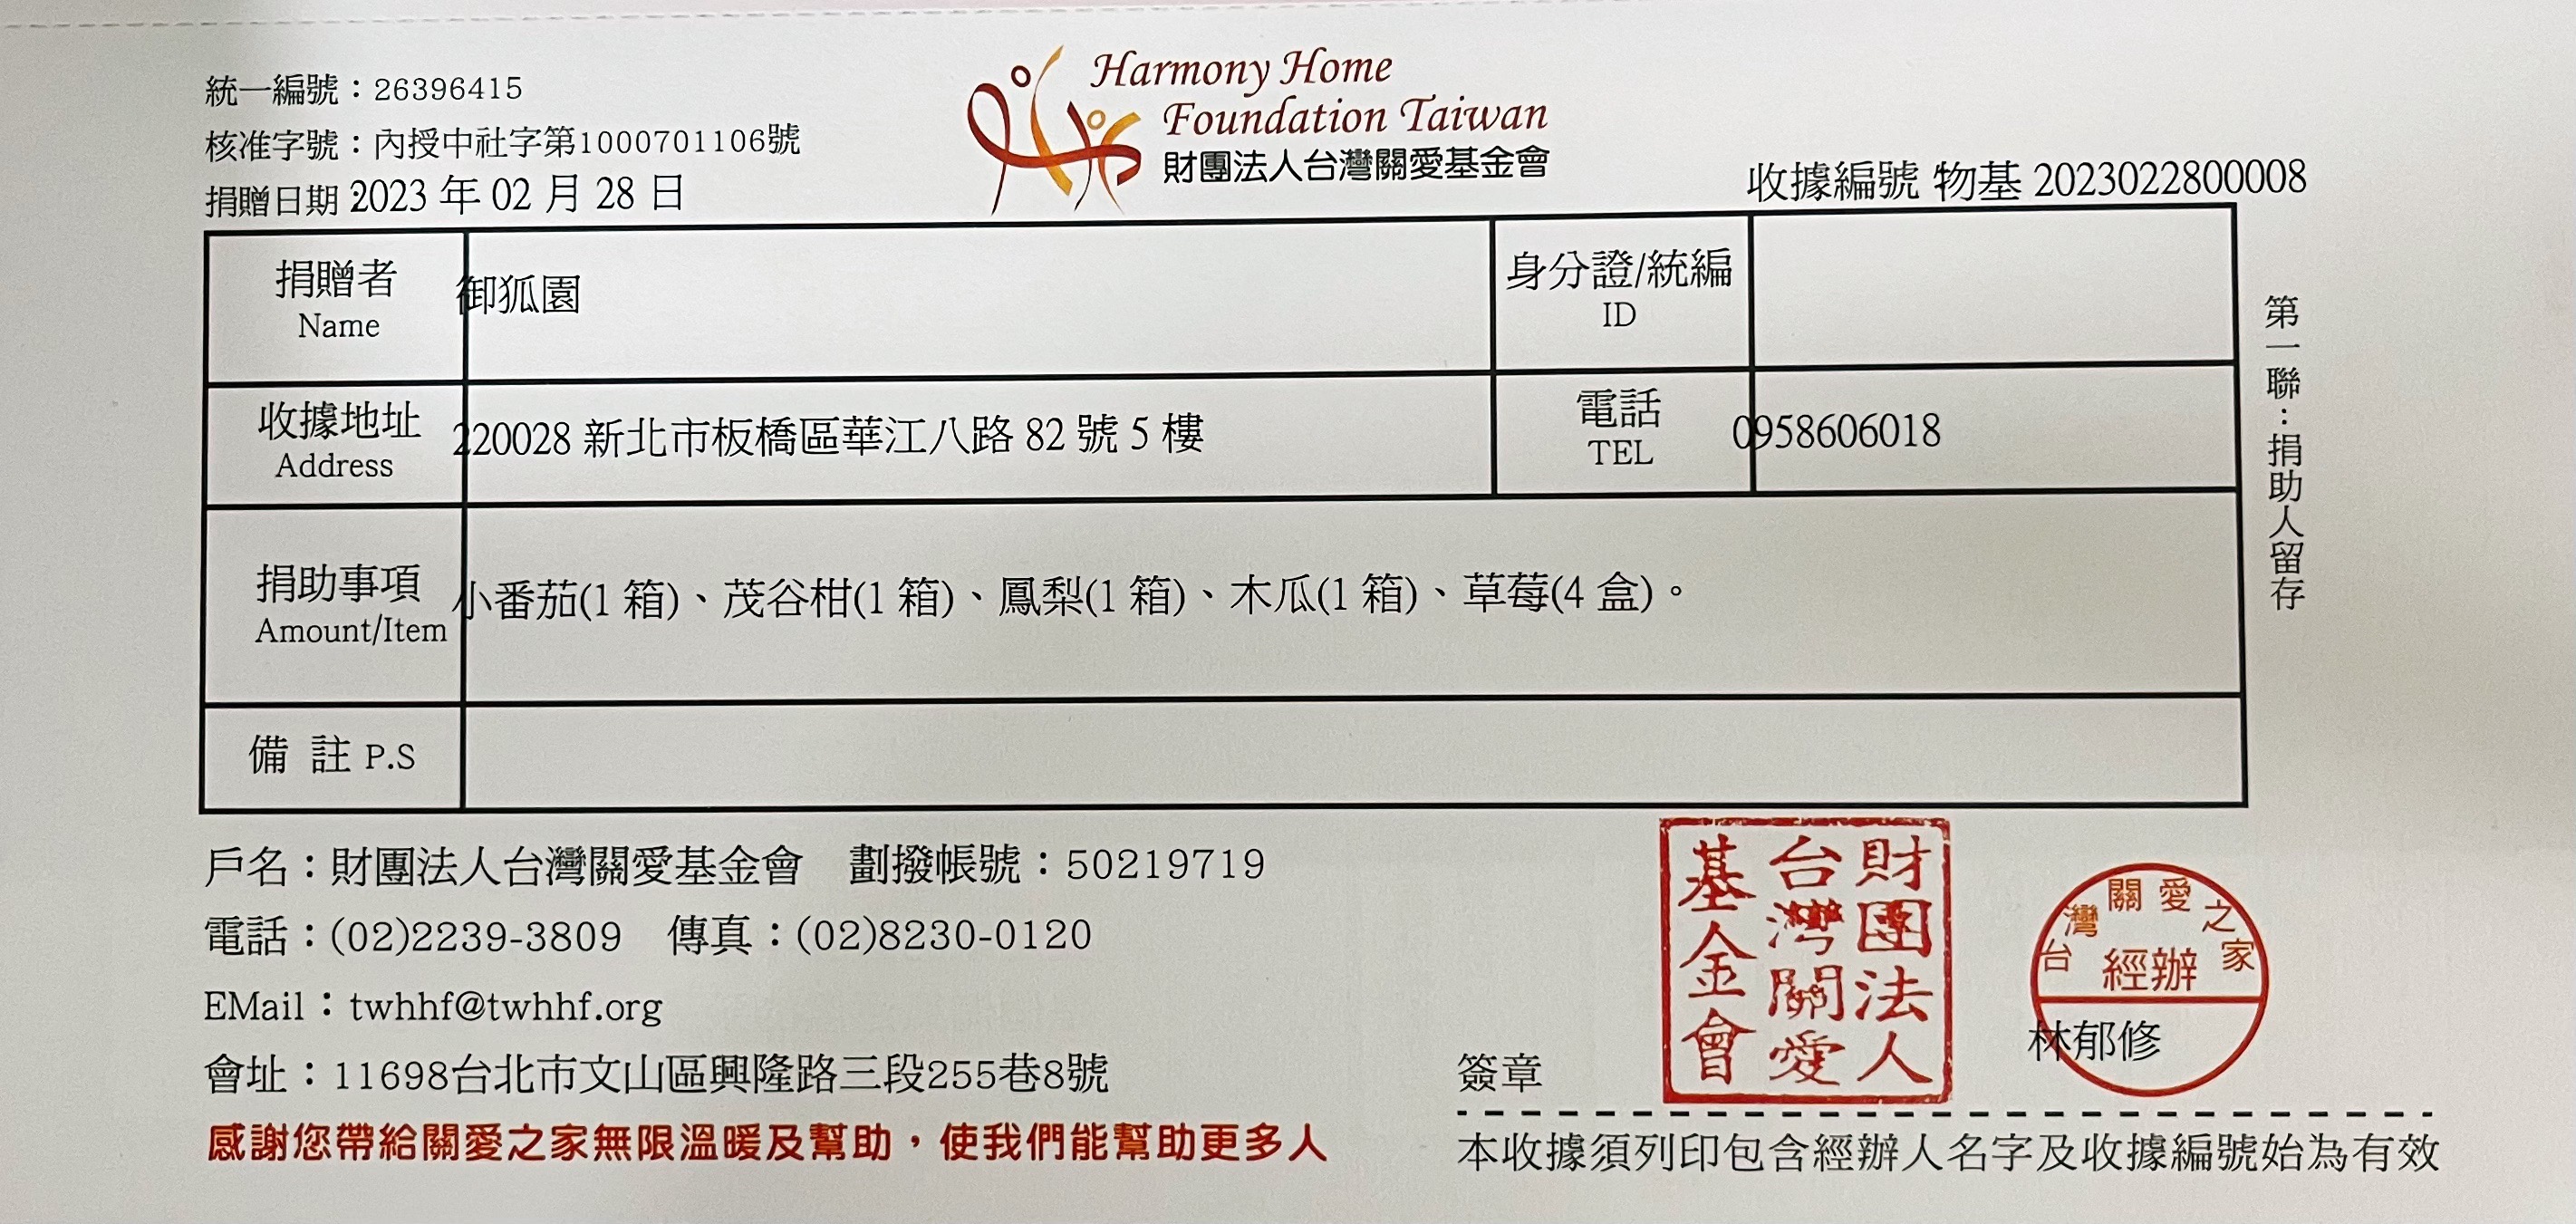 統一編號：26396415
核准字號：內授中社字第1000701106號
捐贈日期：2023 年 02 月 28 日
Harmony Home
Foundation Taiwan
財團法人台灣關愛基金會
收據編號 物基 2023022800008
捐贈者
Name
御狐園
身分證/統編
ID
收據地址
Address
220028 新北市板橋區華江八路 82 號 5 樓
電話
TEL
0958606018
捐助事項
Amount/Item
小番茄(1 箱)、茂谷柑(1 箱)、鳳梨(1 箱)、木瓜(1 箱)、草莓(4 盒)。
備 註 P.S
第一聯：捐助人留存
戶名：財團法人台灣關愛基金會 劃撥帳號：50219719
電話：(02)2239-3809 傳真：(02)8230-0120
EMail：twhhf@twhhf.org
會址：11698台北市文山區興隆路三段255巷8號
感謝您帶給關愛之家無限溫暖及幫助，使我們能幫助更多人
簽章
財團法人
台灣關愛
基金會
台灣關愛之家
經辦
林郁修
本收據須列印包含經辦人名字及收據編號始為有效